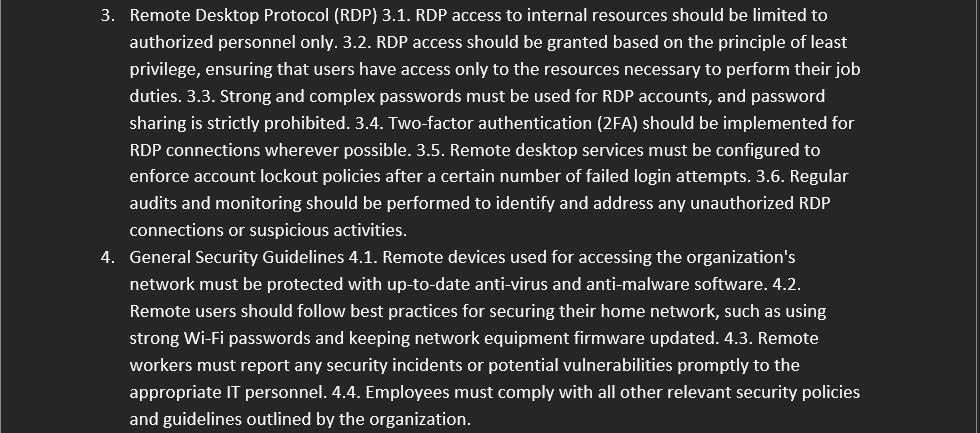 3. Remote Desktop Protocol (RDP) 3.1. RDP access to internal resources should be limited to
authorized personnel only. 3.2. RDP access should be granted based on the principle of least
privilege, ensuring that users have access only to the resources necessary to perform their job
duties. 3.3. Strong and complex passwords must be used for RDP accounts, and password
sharing is strictly prohibited. 3.4. Two-factor authentication (2FA) should be implemented for
RDP connections wherever possible. 3.5. Remote desktop services must be configured to
enforce account lockout policies after a certain number of failed login attempts. 3.6. Regular
audits and monitoring should be performed to identify and address any unauthorized RDP
connections or suspicious activities.
4. General Security Guidelines 4.1. Remote devices used for accessing the organization's
network must be protected with up-to-date anti-virus and anti-malware software. 4.2.
Remote users should follow best practices for securing their home network, such as using
strong Wi-Fi passwords and keeping network equipment firmware updated. 4.3. Remote
workers must report any security incidents or potential vulnerabilities promptly to the
appropriate IT personnel. 4.4. Employees must comply with all other relevant security policies
and guidelines outlined by the organization.